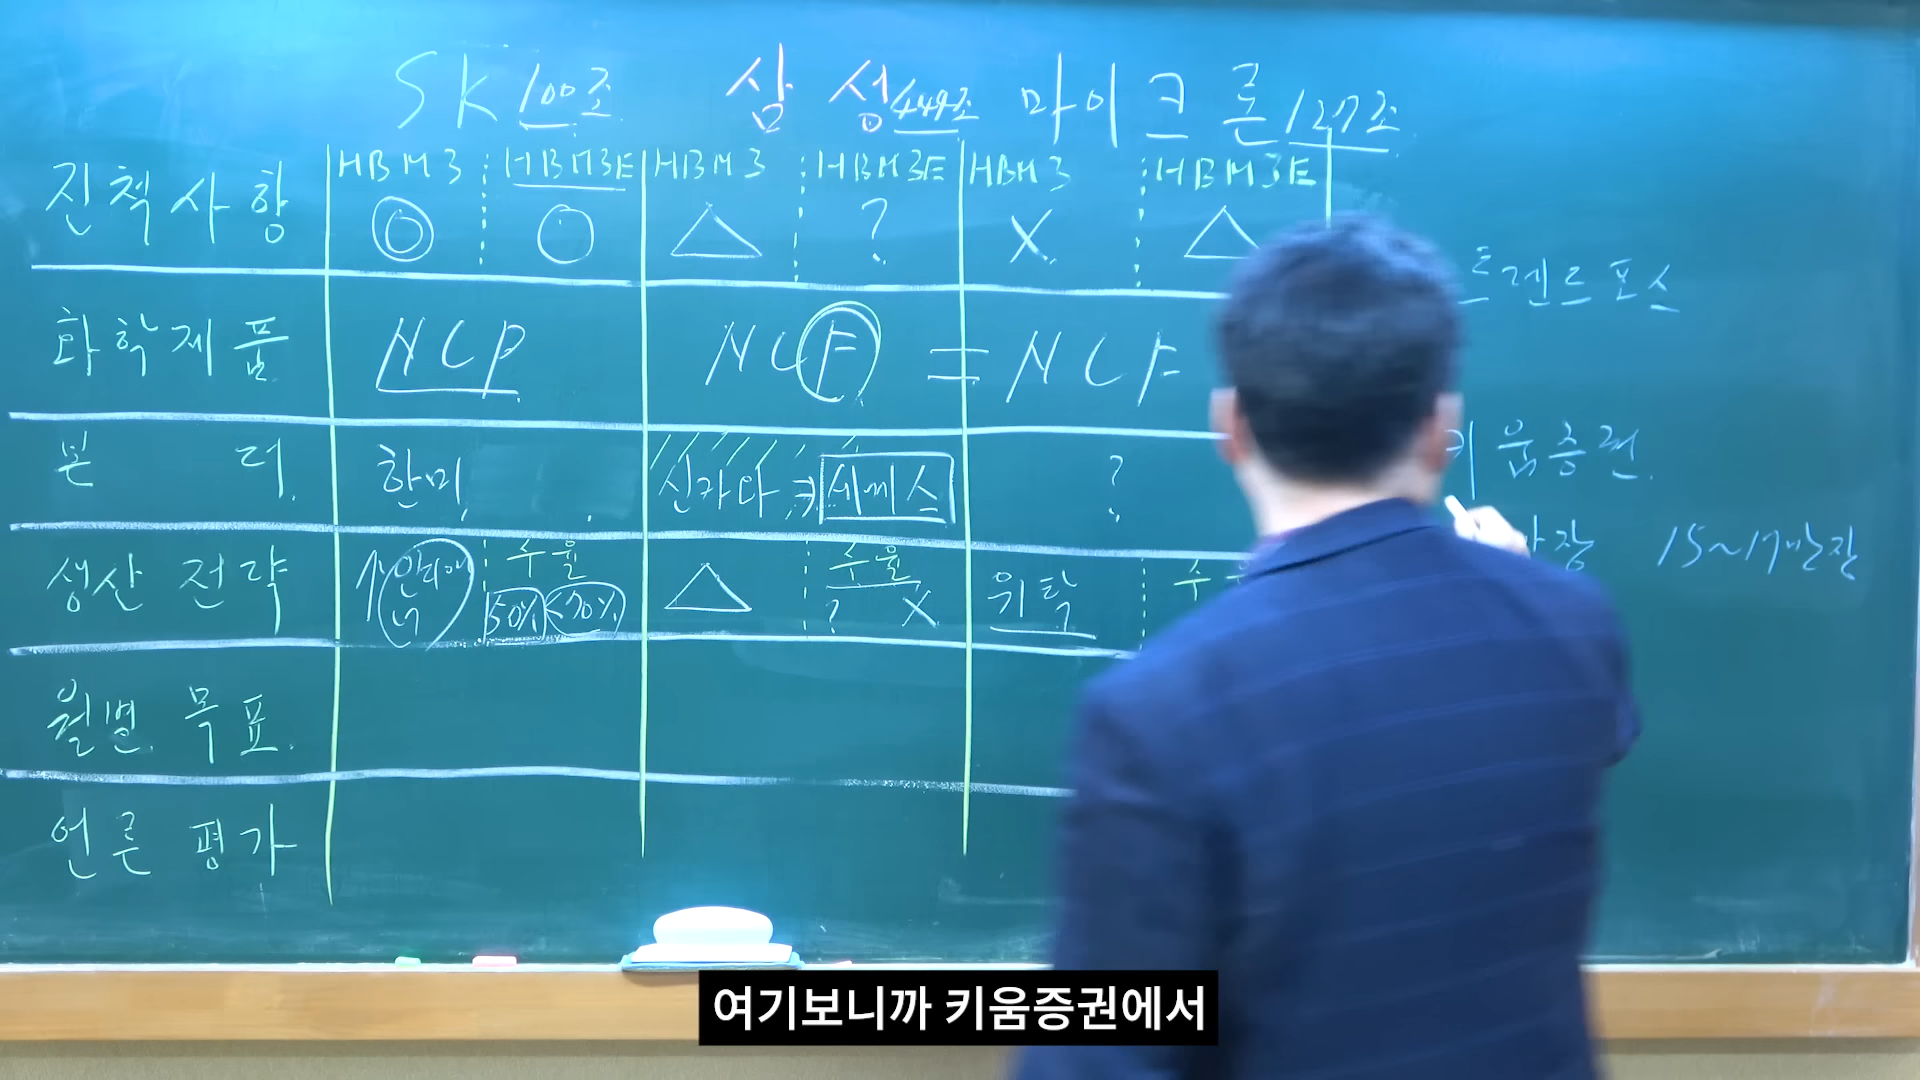 SK 100조 삼성 449조 마이크론 127조
진척사항 HBM3 HBM3E HBM3 HBM3E HBM3 HBM3E
◎ ○ △ ? X △
트렌드포스
화학제품 NCP NCF = NCF
키움증권
본더 한미 신카다 세메스 ?
15~17만장
생산 전략 수율 50% <70% △ 수율 ? X 위탁
월별 목표
언론 평가
여기보니까 키움증권에서